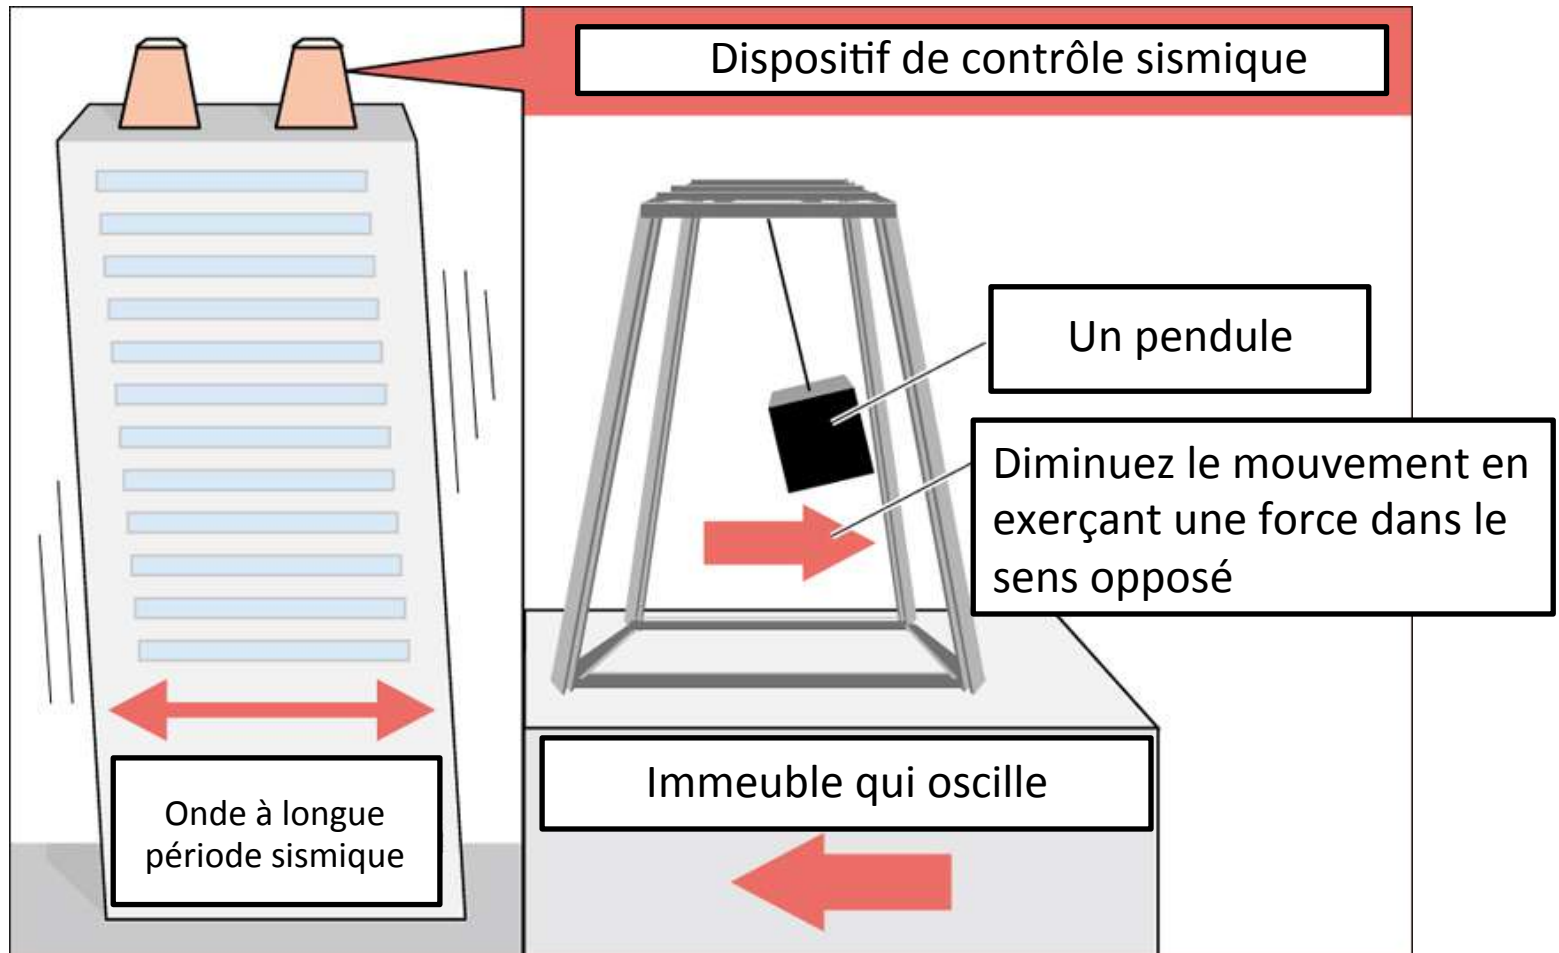 Dispositif de contrôle sismique
Un pendule
Diminuez le mouvement en
exerçant une force dans le
sens opposé
Immeuble qui oscille
Onde à longue
période sismique